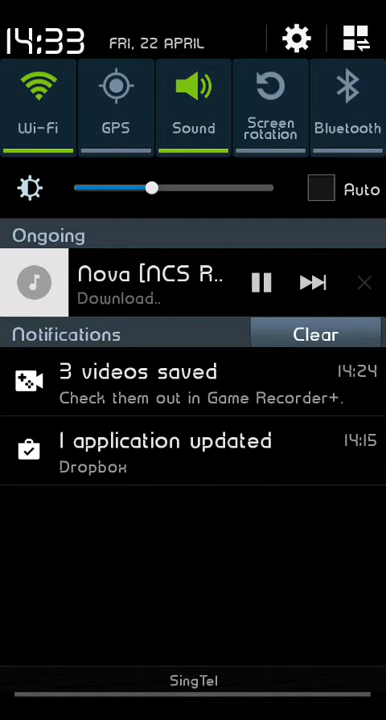 14:33 FRI, 22 APRIL
Wi-Fi GPS Sound Screen rotation Bluetooth
Auto
Ongoing
Nova [NCS R..
Download..
Notifications Clear
3 videos saved 14:24
Check them out in Game Recorder+.
1 application updated 14:15
Dropbox
SingTel